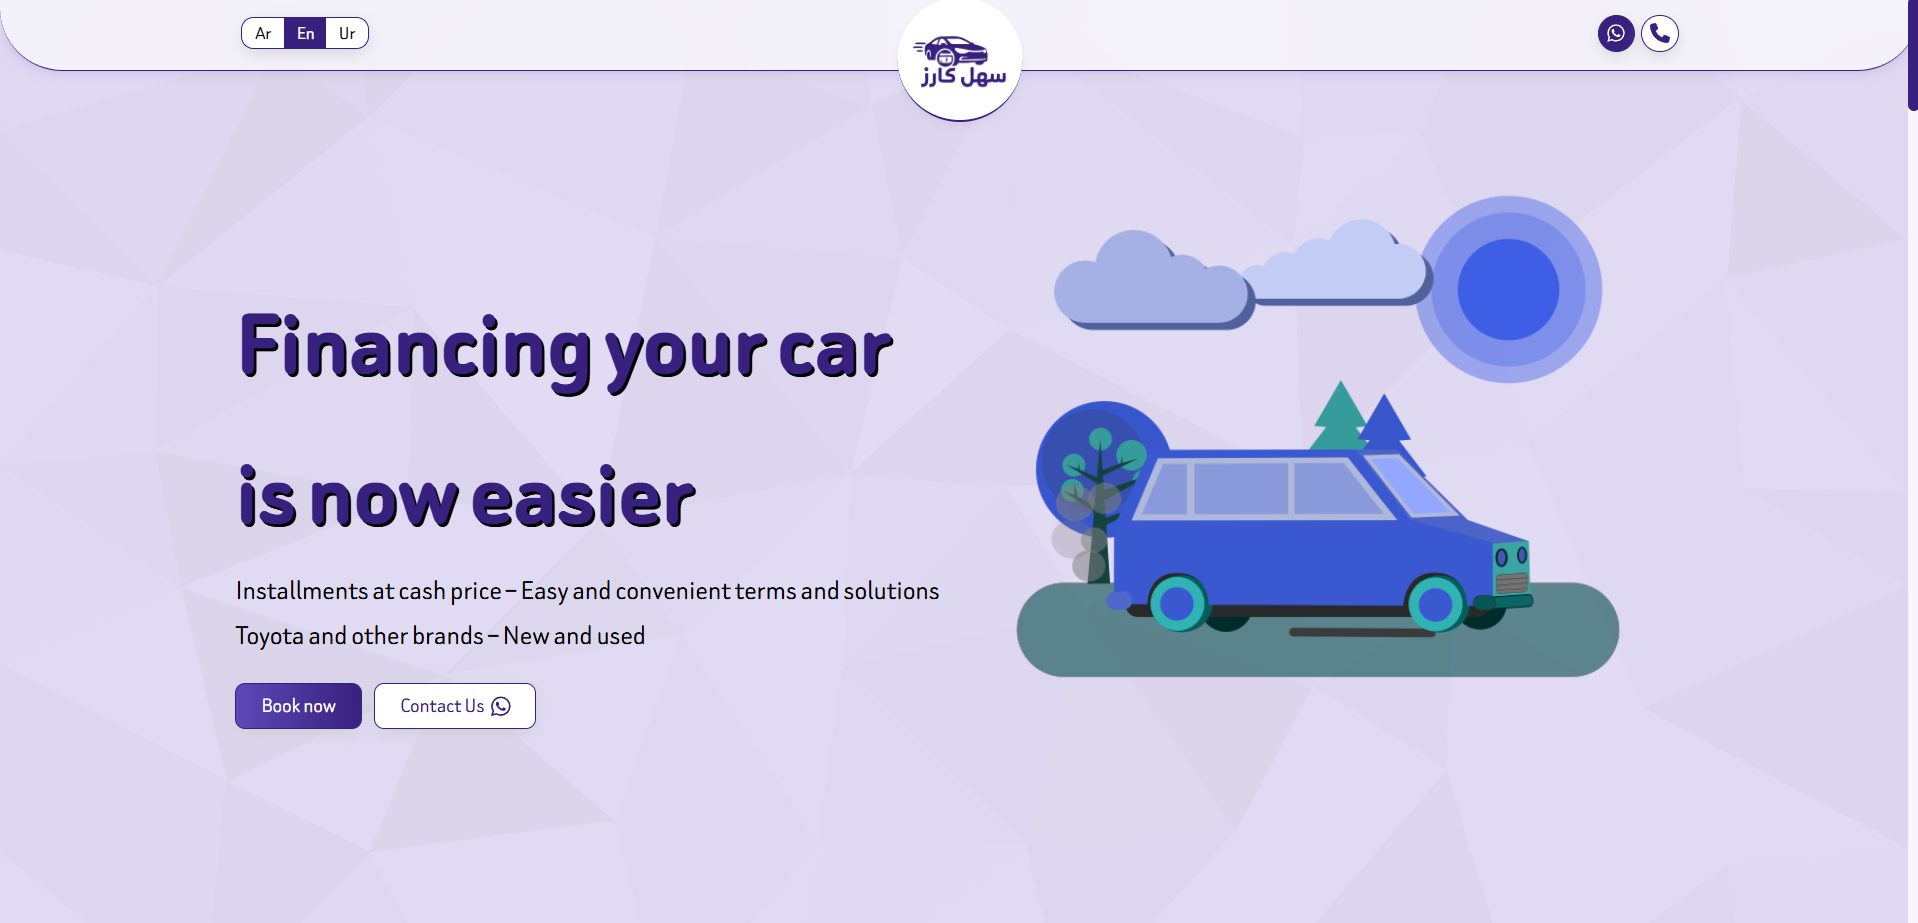 Ar En Ur
سهل كارز
Financing your car
is now easier
Installments at cash price – Easy and convenient terms and solutions
Toyota and other brands – New and used
Book now
Contact Us